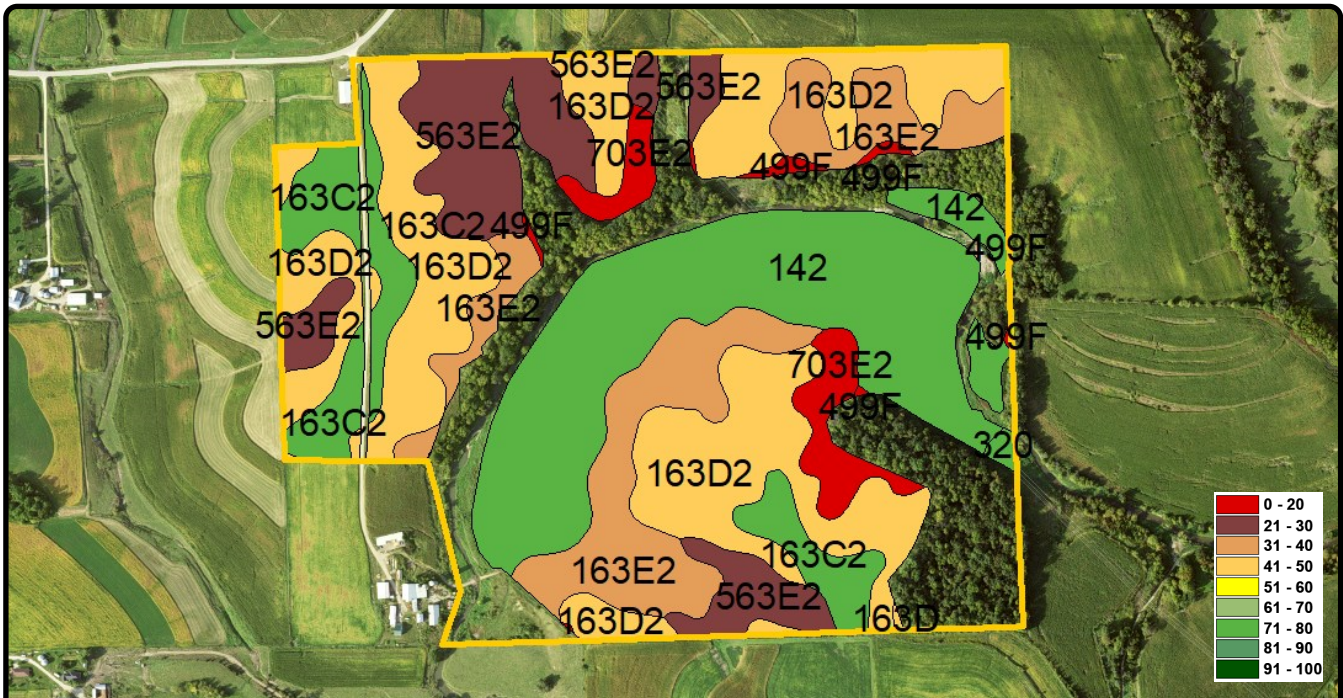 563E2
563E2
163D2
163D2
563E2
163E2
703E2
499F
499F
163C2
142
163C2
499F
499F
163D2
163D2
142
163E2
563E2
499F
703E2
499F
163C2
320
163D2
163C2
163E2
563E2
163D2
163D
0 - 20
21 - 30
31 - 40
41 - 50
51 - 60
61 - 70
71 - 80
81 - 90
91 - 100